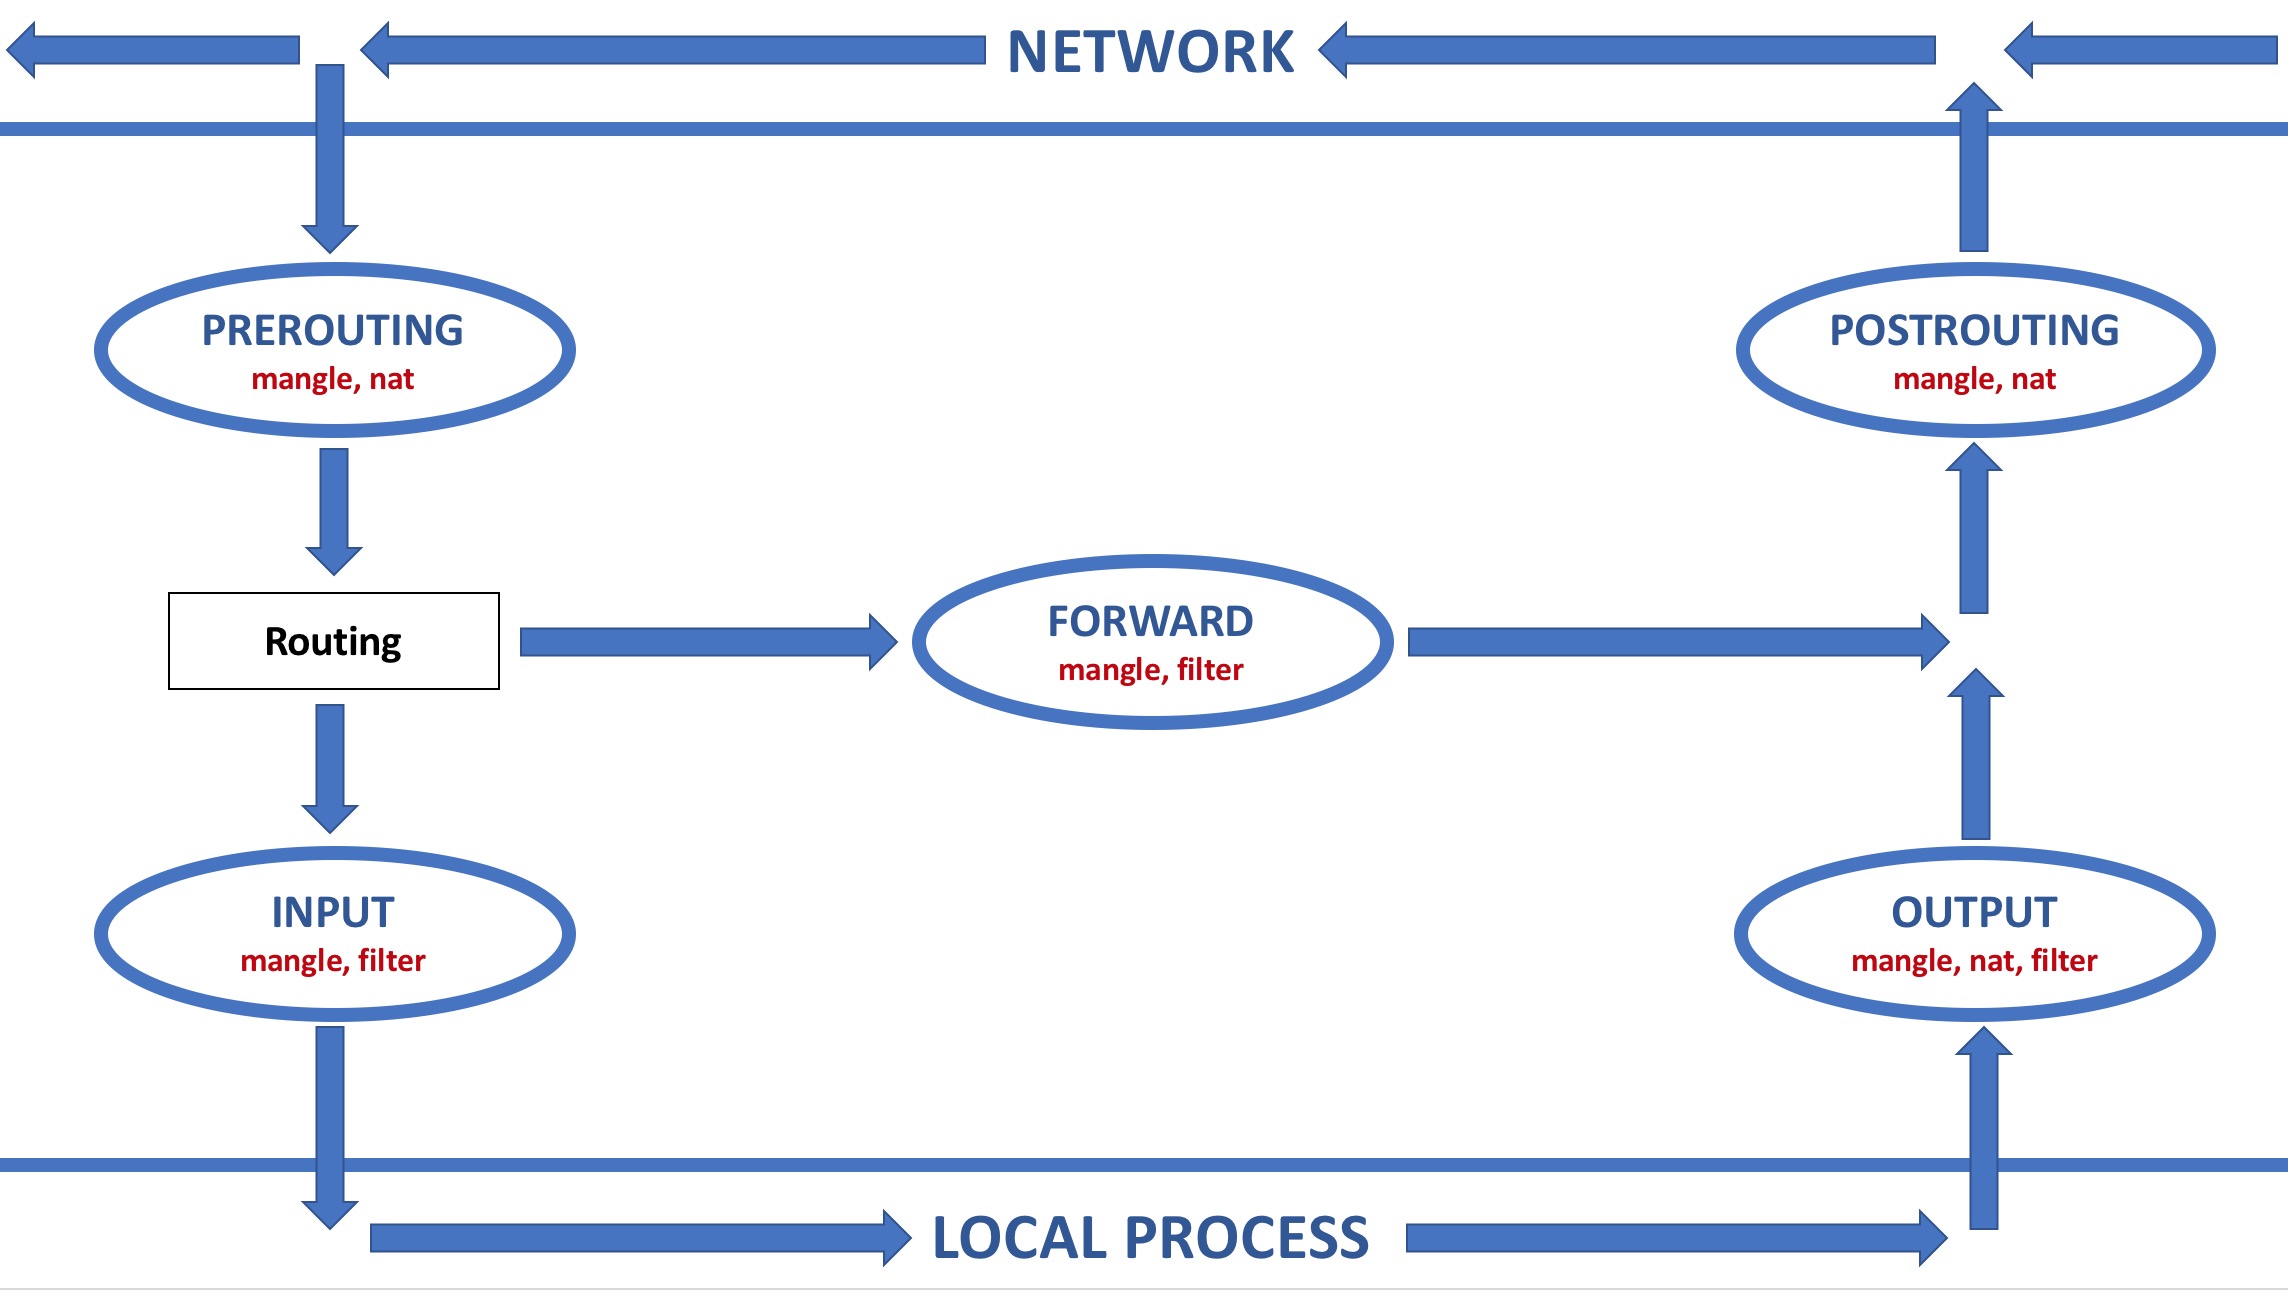 NETWORK
PREROUTING
mangle, nat
POSTROUTING
mangle, nat
Routing
FORWARD
mangle, filter
INPUT
mangle, filter
OUTPUT
mangle, nat, filter
LOCAL PROCESS